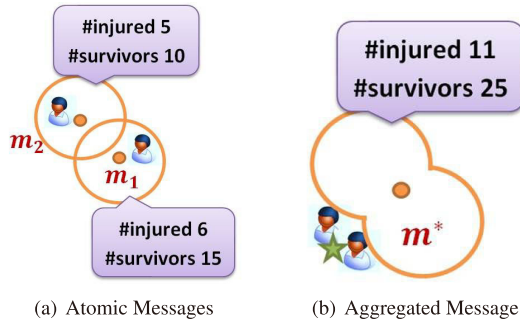 #injured 5
#survivors 10
m₂
m₁
#injured 6
#survivors 15
(a) Atomic Messages
#injured 11
#survivors 25
m*
(b) Aggregated Message